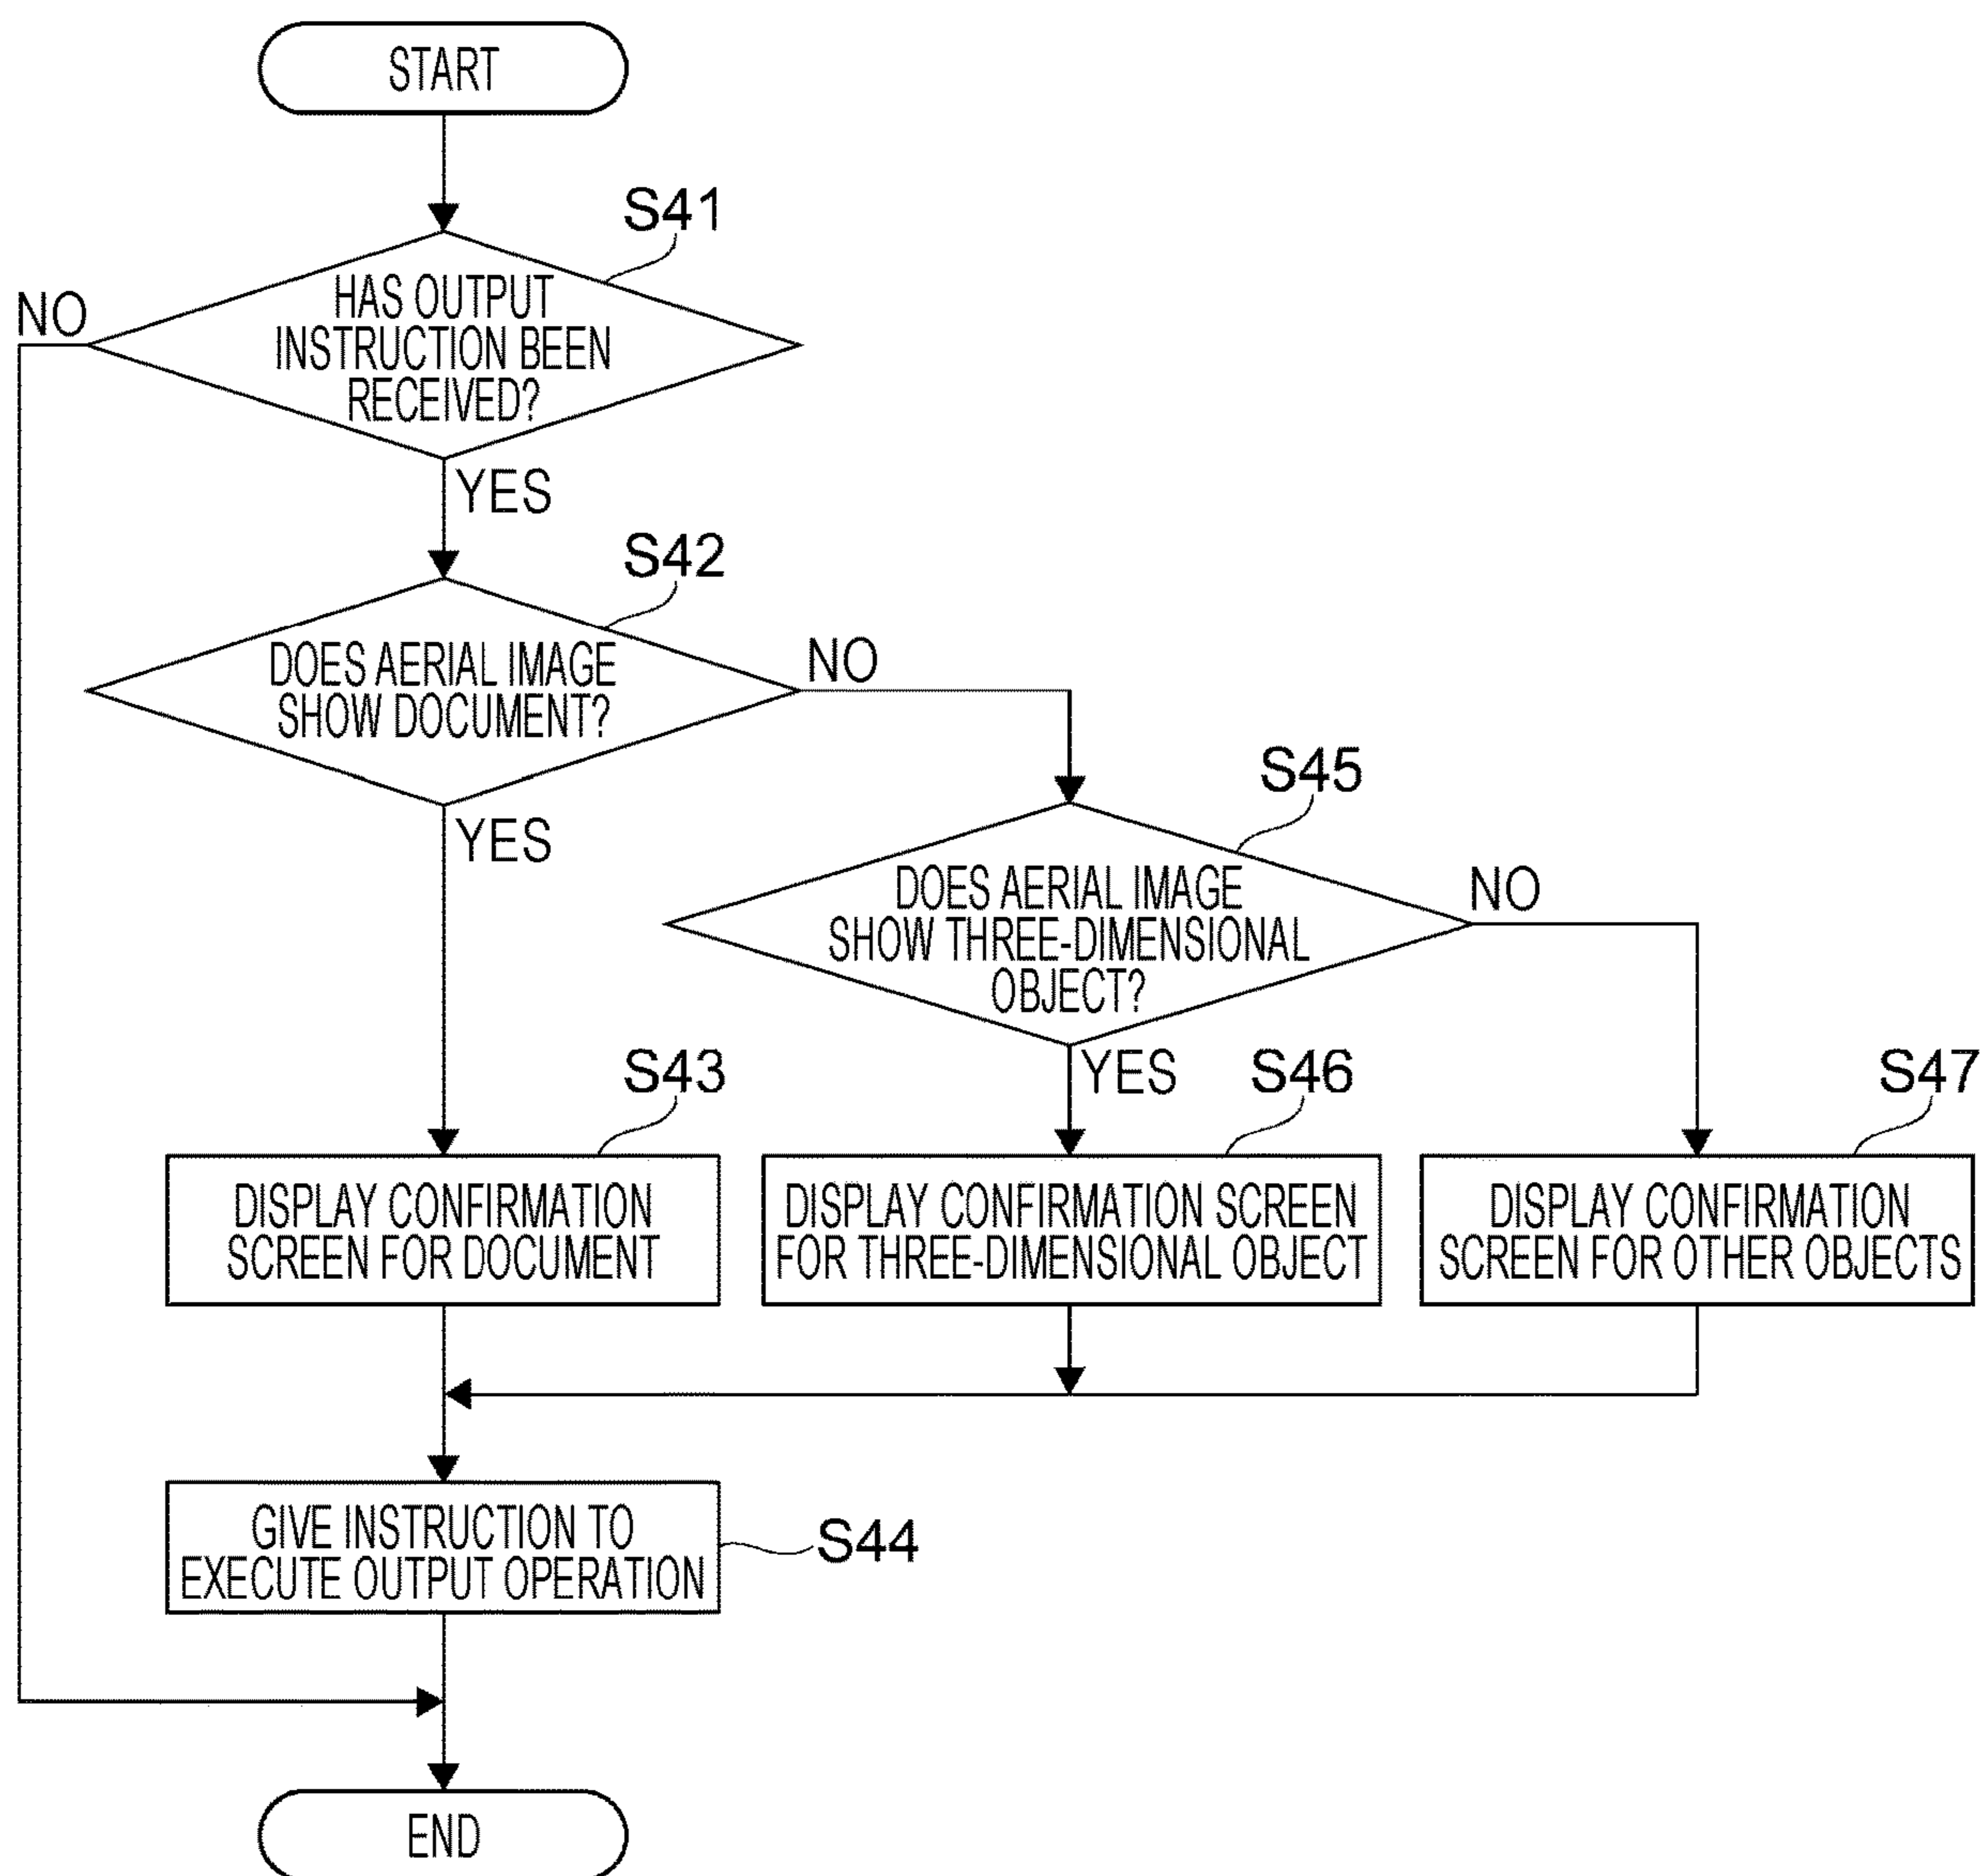 START
S41
HAS OUTPUT
INSTRUCTION BEEN
RECEIVED?
NO
YES
S42
DOES AERIAL IMAGE
SHOW DOCUMENT?
NO
YES
S45
DOES AERIAL IMAGE
SHOW THREE-DIMENSIONAL
OBJECT?
NO
YES
S43
DISPLAY CONFIRMATION
SCREEN FOR DOCUMENT
S46
DISPLAY CONFIRMATION SCREEN
FOR THREE-DIMENSIONAL OBJECT
S47
DISPLAY CONFIRMATION
SCREEN FOR OTHER OBJECTS
GIVE INSTRUCTION TO
EXECUTE OUTPUT OPERATION
S44
END